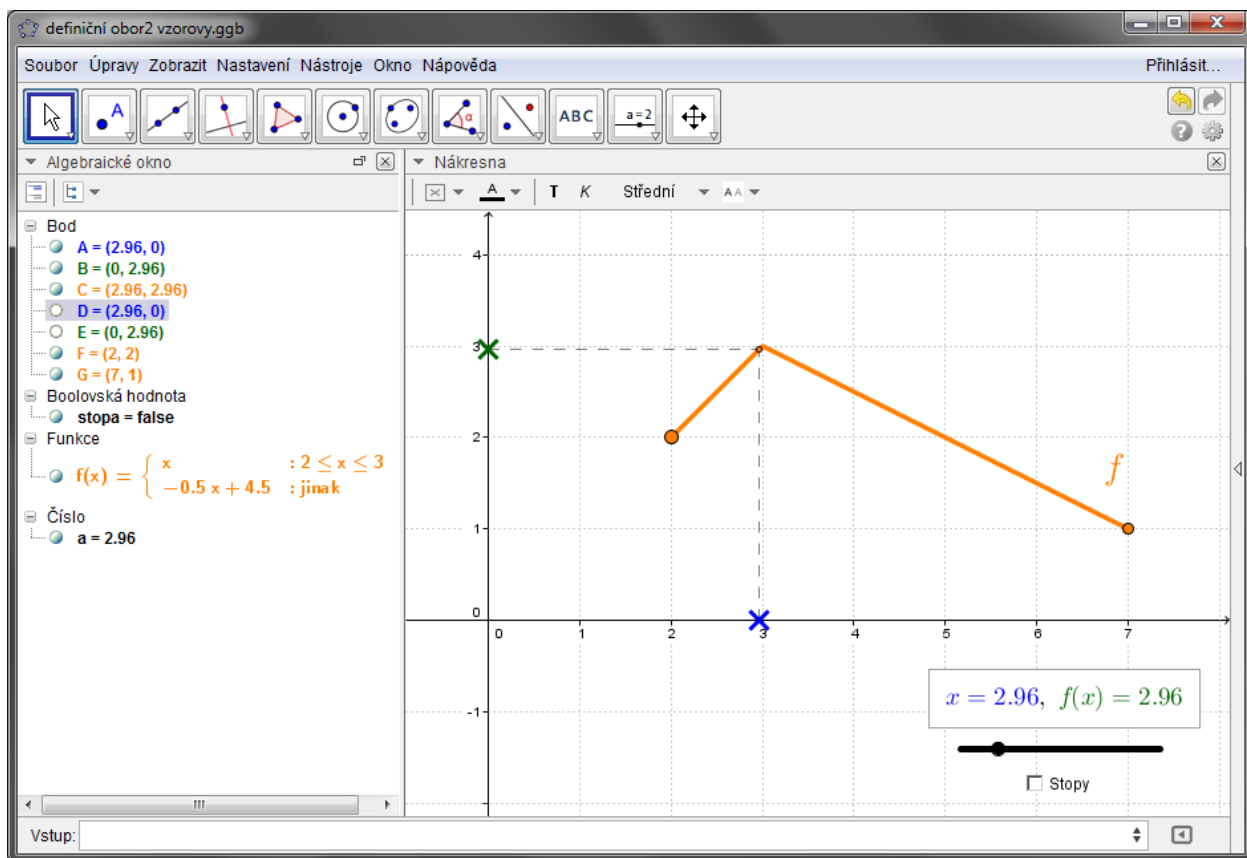 definiční obor2 vzorovy.ggb
Soubor Úpravy Zobrazit Nastavení Nástroje Okno Nápověda Přihlásit...
A α ABC a=2
Algebraické okno
Nákresna
A T K Střední AA
Bod
A = (2.96, 0)
B = (0, 2.96)
C = (2.96, 2.96)
D = (2.96, 0)
E = (0, 2.96)
F = (2, 2)
G = (7, 1)
Boolovská hodnota
stopa = false
Funkce
f(x) = { x : 2 ≤ x ≤ 3
−0.5 x + 4.5 : jinak
Číslo
a = 2.96
4
3
2
1
0
-1
0 1 2 3 4 5 6 7
f
x = 2.96, f(x) = 2.96
Stopy
Vstup: